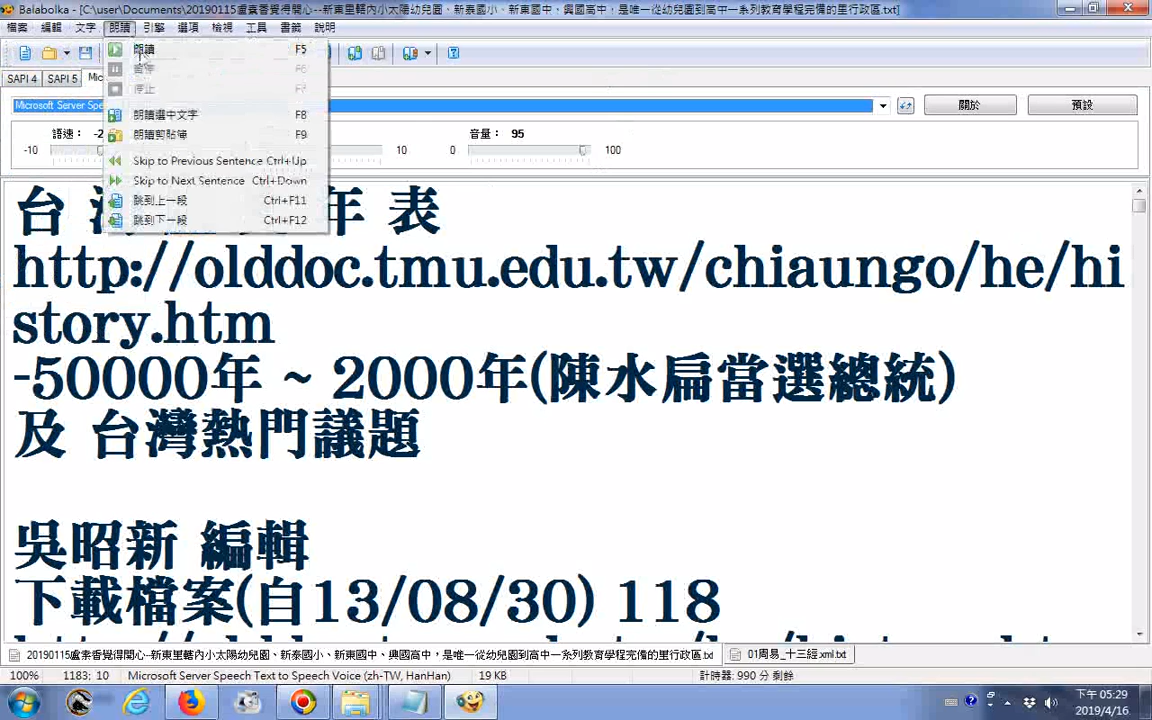 Balabolka - [C:\user\Documents\20190115盧素香覺得開心--新東里轄內小太陽幼兒園、新泰國小、新東國中、興國高中，是唯一從幼兒園到高中一系列教育學程完備的里行政區.txt]
檔案 編輯 文字 朗讀 引擎 選項 檢視 工具 書籤 說明
朗讀 F5
暫停 F6
停止 F7
SAPI 4 SAPI 5 Mic
Microsoft Server Spee 關於 預設
朗讀選中文字 F8
語速： -2 音量： 95
朗讀剪貼簿 F9
-10 10 0 100
Skip to Previous Sentence Ctrl+Up
Skip to Next Sentence Ctrl+Down
跳到上一段 Ctrl+F11
跳到下一段 Ctrl+F12
台 年 表
http://olddoc.tmu.edu.tw/chiaungo/he/hi
story.htm
-50000年 ~ 2000年(陳水扁當選總統)
及 台灣熱門議題
吳昭新 編輯
下載檔案(自13/08/30) 118
20190115盧素香覺得開心--新東里轄內小太陽幼兒園、新泰國小、新東國中、興國高中，是唯一從幼兒園到高中一系列教育學程完備的里行政區.txt 01周易_十三經.xml.txt
100% 1183: 10 Microsoft Server Speech Text to Speech Voice (zh-TW, HanHan) 19 KB 計時器: 990 分 剩餘
下午 05:29
2019/4/16